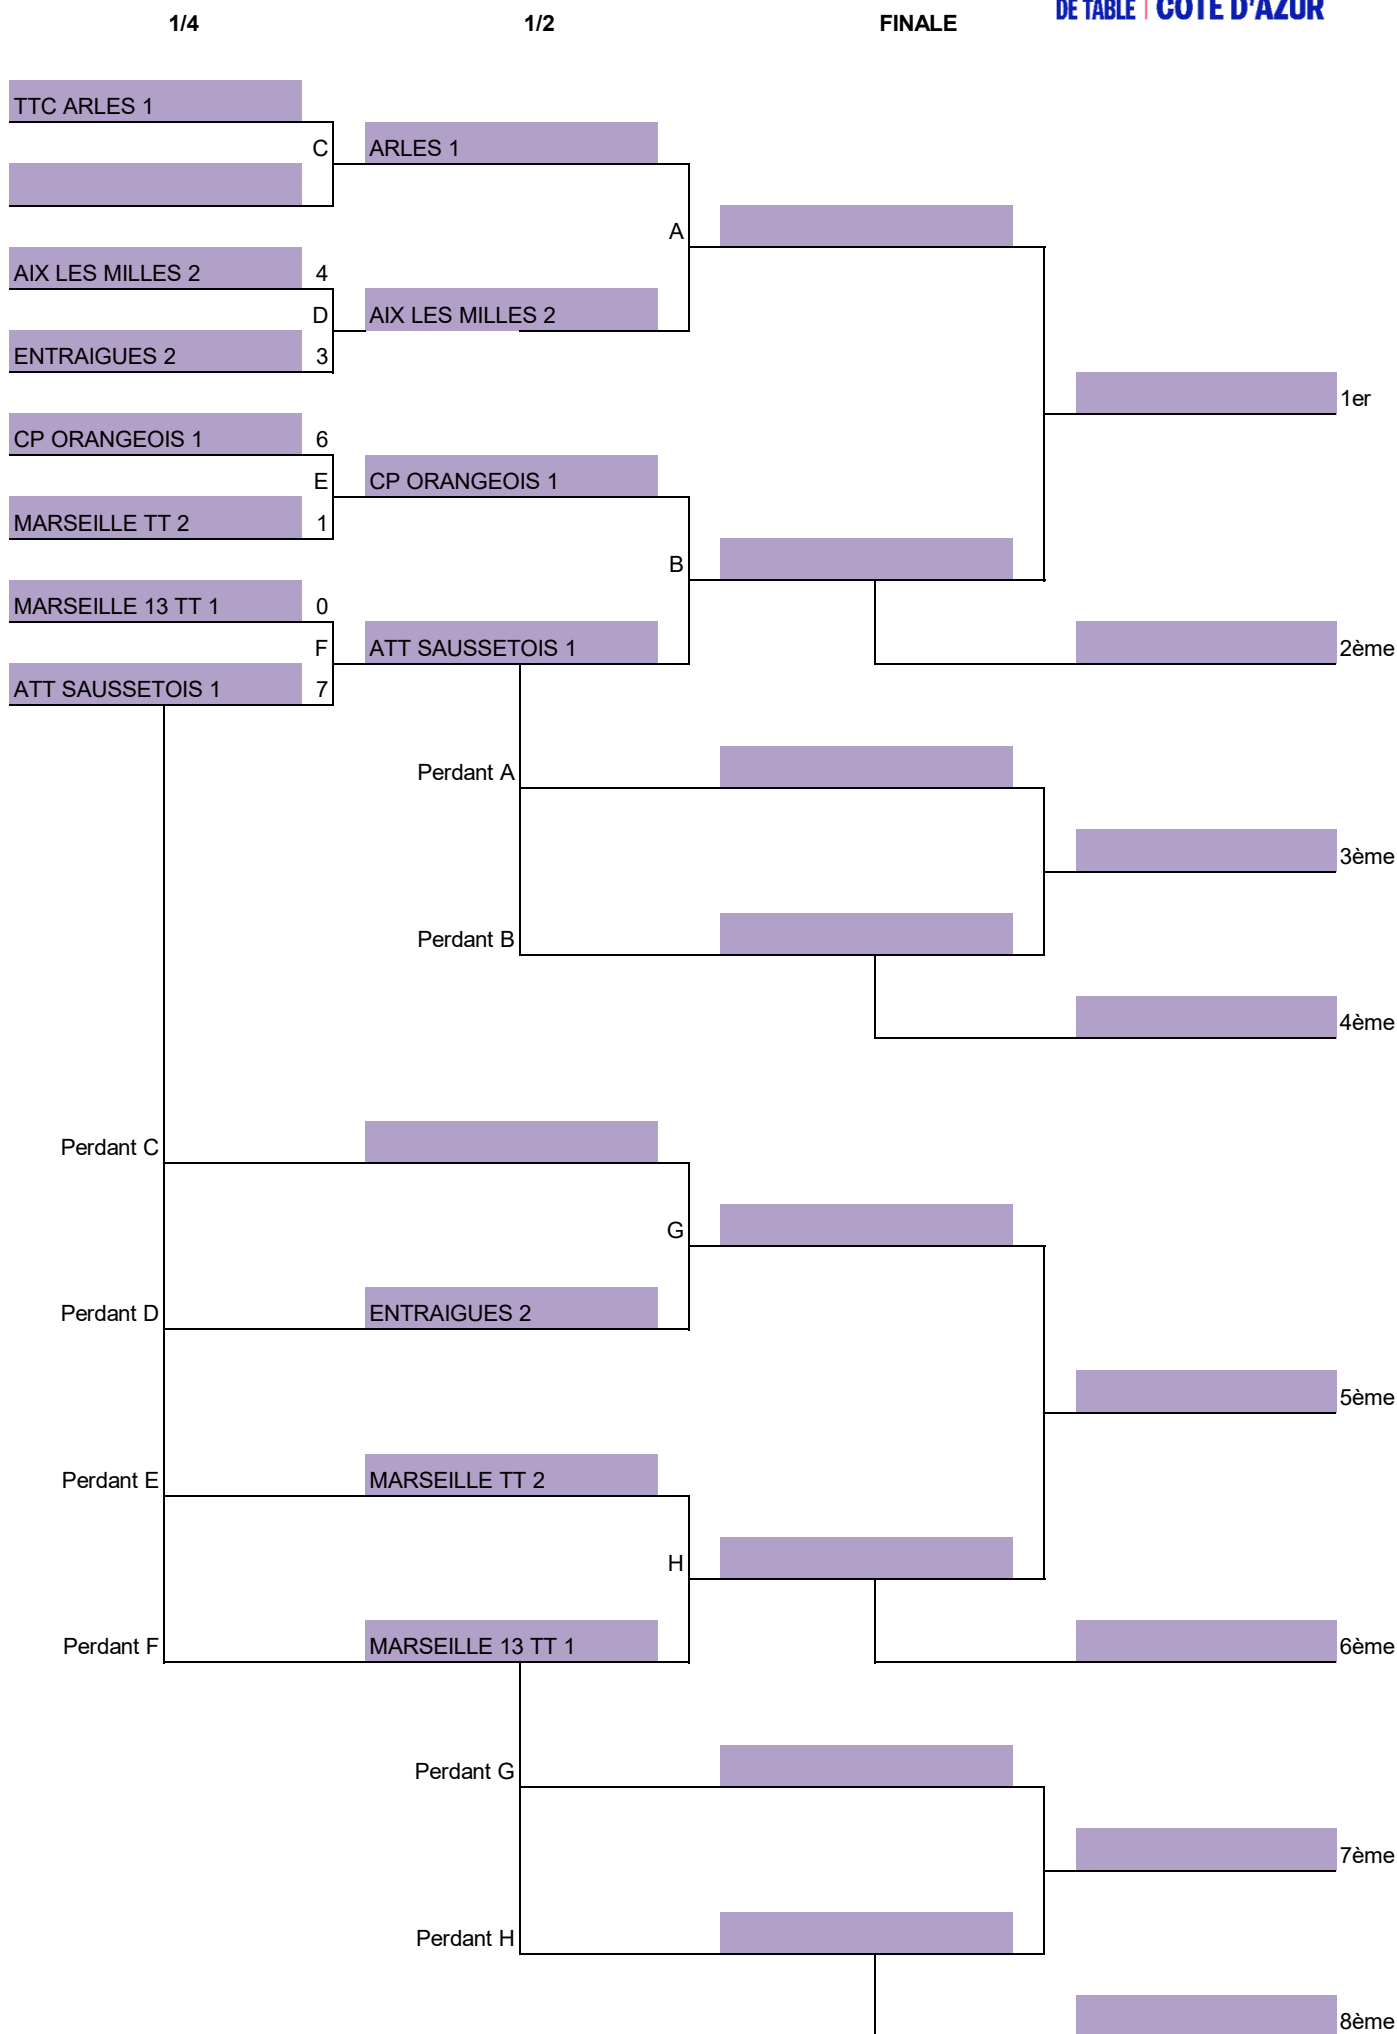 DE TABLE | CÔTE D'AZUR
1/4 1/2 FINALE
TTC ARLES 1
C ARLES 1
A
AIX LES MILLES 2 4
D AIX LES MILLES 2
ENTRAIGUES 2 3
1er
CP ORANGEOIS 1 6
E CP ORANGEOIS 1
MARSEILLE TT 2 1
B
MARSEILLE 13 TT 1 0
F ATT SAUSSETOIS 1 2ème
ATT SAUSSETOIS 1 7
Perdant A
3ème
Perdant B
4ème
Perdant C
G
Perdant D ENTRAIGUES 2
5ème
Perdant E MARSEILLE TT 2
H
Perdant F MARSEILLE 13 TT 1 6ème
Perdant G
7ème
Perdant H
8ème